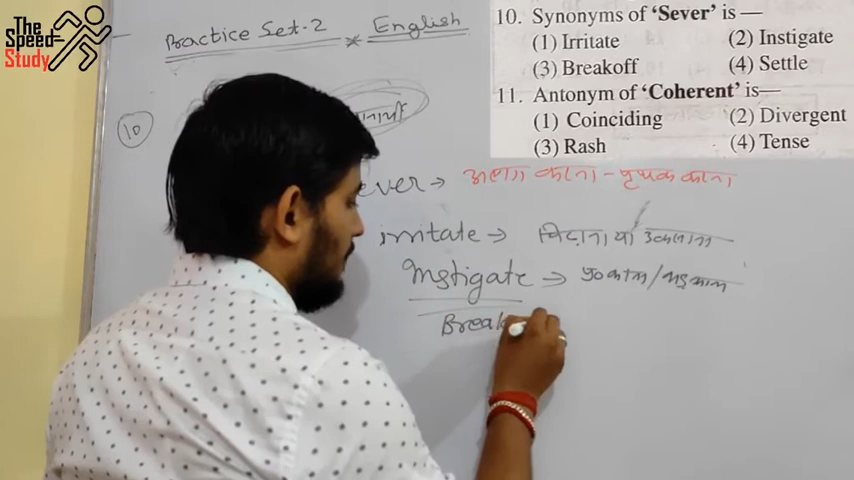 The
Speed
Study
Practice Set-2 × English
10. Synonyms of ‘Sever’ is —
(1) Irritate (2) Instigate
(3) Breakoff (4) Settle
11. Antonym of ‘Coherent’ is—
(1) Coinciding (2) Divergent
(3) Rash (4) Tense
10
ever → अलग करना - पृथक करना
irritate → चिढ़ाना या उकसाना
Instigate →
Break